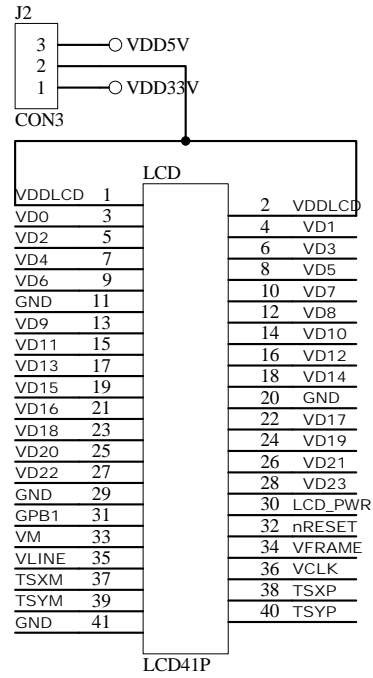 J2
3 VDD5V
2
1 VDD33V
CON3
LCD
VDDLCD 1
2 VDDLCD
VD0 3
4 VD1
VD2 5
6 VD3
VD4 7
8 VD5
VD6 9
10 VD7
GND 11
12 VD8
VD9 13
14 VD10
VD11 15
16 VD12
VD13 17
18 VD14
VD15 19
20 GND
VD16 21
22 VD17
VD18 23
24 VD19
VD20 25
26 VD21
VD22 27
28 VD23
GND 29
30 LCD_PWR
GPB1 31
32 nRESET
VM 33
34 VFRAME
VLINE 35
36 VCLK
TSXM 37
38 TSXP
TSYM 39
40 TSYP
GND 41
LCD41P